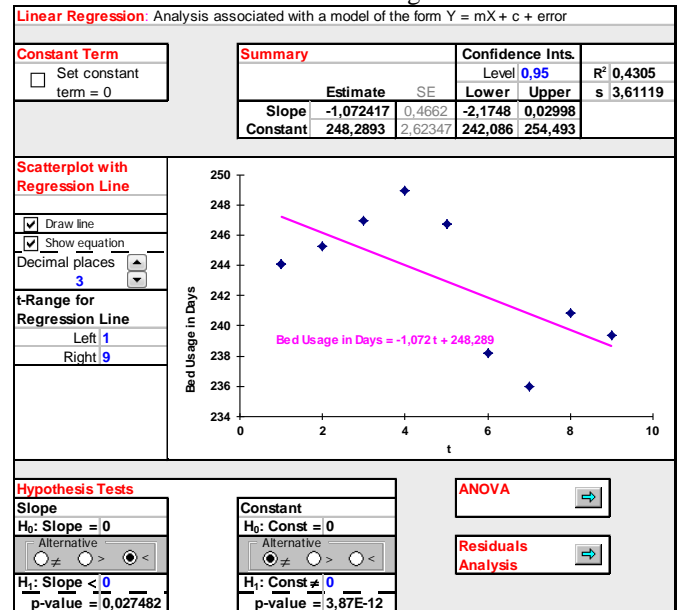 Linear Regression: Analysis associated with a model of the form Y = mX + c + error
Constant Term
Set constant
term = 0
Summary Confidence Ints.
Level 0,95 R² 0,4305
Estimate SE Lower Upper s 3,61119
Slope -1,072417 0,4662 -2,1748 0,02998
Constant 248,2893 2,62347 242,086 254,493
Scatterplot with
Regression Line
Draw line
Show equation
Decimal places
3
t-Range for
Regression Line
Left 1
Right 9
Bed Usage in Days
250
248
246
244
242
240
238
236
234
Bed Usage in Days = -1,072 t + 248,289
0 2 4 6 8 10
t
Hypothesis Tests
Slope
H₀: Slope = 0
Alternative
≠ > <
H₁: Slope < 0
p-value = 0,027482
Constant
H₀: Const = 0
Alternative
≠ > <
H₁: Const ≠ 0
p-value = 3,87E-12
ANOVA
Residuals
Analysis